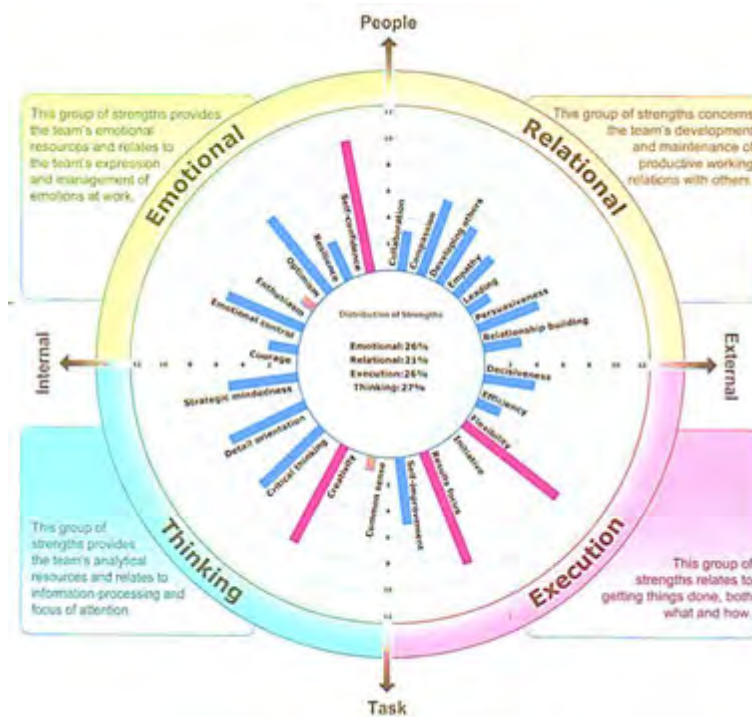 People
Emotional
Relational
This group of strengths provides
the team's emotional
resources and relates to
the team's expression
and management of
emotions at work.
This group of strengths concerns
the team's development
and maintenance of
productive working
relations with others.
Self-confidence
Resilience
Optimism
Enthusiasm
Emotional control
Courage
Collaboration
Compassion
Developing others
Empathy
Leading
Persuasiveness
Relationship building
Distribution of Strengths
Emotional:26%
Relational:21%
Execution:26%
Thinking:27%
Internal
External
Strategic mindedness
Detail orientation
Critical thinking
Creativity
Common sense
Decisiveness
Efficiency
Flexibility
Initiative
Results focus
Self-improvement
This group of
strengths provides
the team's analytical
resources and relates to
information-processing and
focus of attention.
This group of
strengths relates to
getting things done, both
what and how.
Thinking
Execution
Task